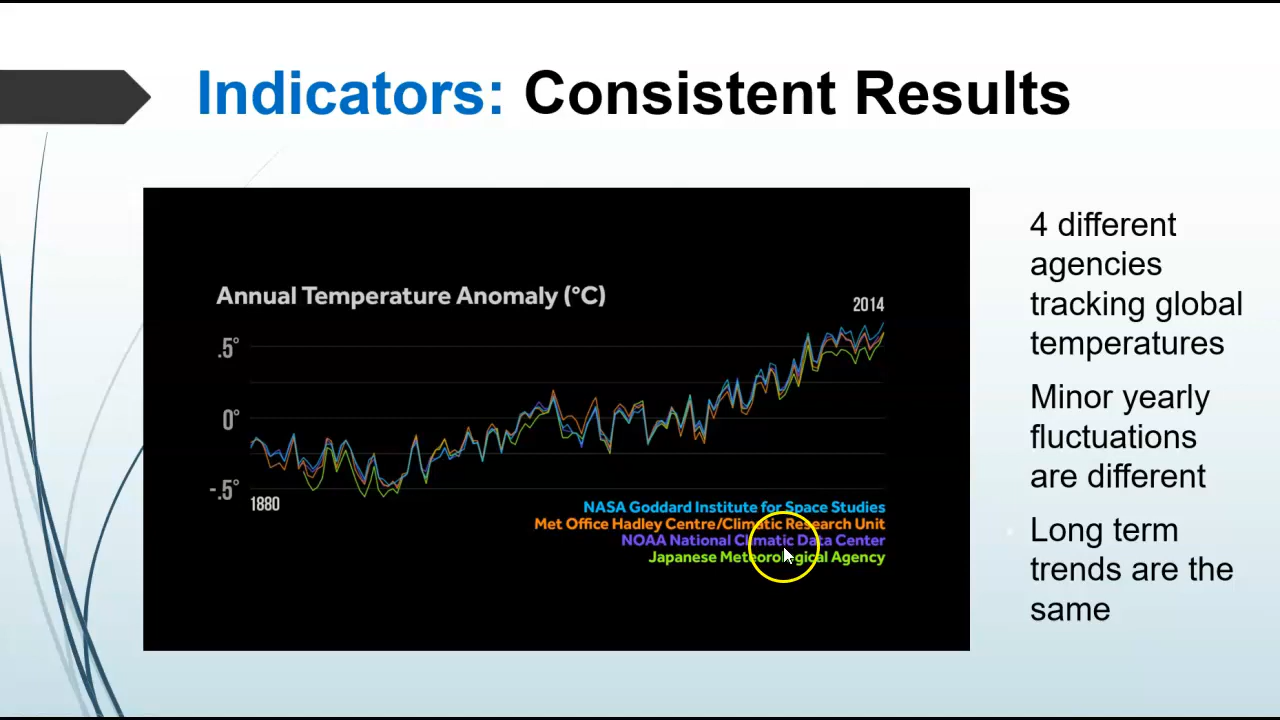 Indicators: Consistent Results
Annual Temperature Anomaly (°C)
2014
.5°
0°
-.5°
1880
NASA Goddard Institute for Space Studies
Met Office Hadley Centre/Climatic Research Unit
NOAA National Climatic Data Center
Japanese Meteorological Agency
4 different
agencies
tracking global
temperatures
Minor yearly
fluctuations
are different
Long term
trends are the
same